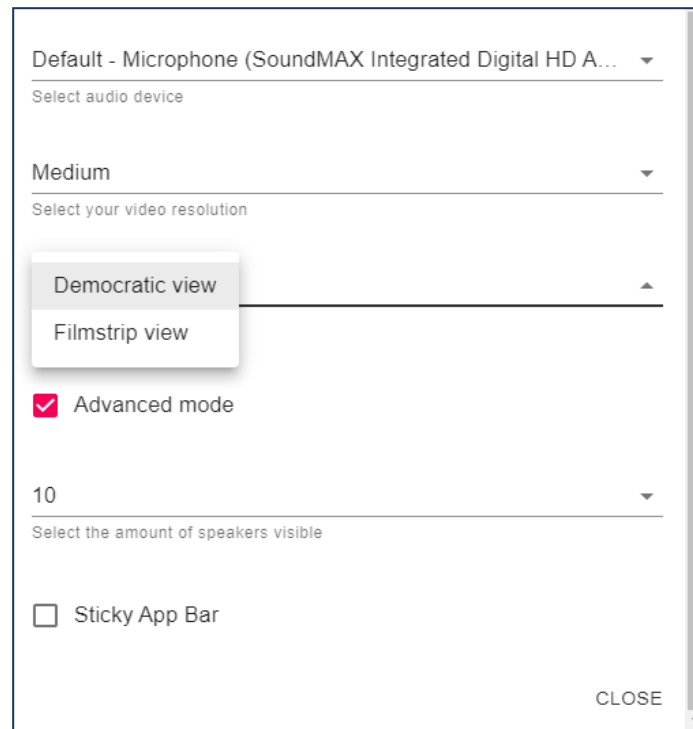 Default - Microphone (SoundMAX Integrated Digital HD A...
Select audio device
Medium
Select your video resolution
Democratic view
Filmstrip view
Advanced mode
10
Select the amount of speakers visible
Sticky App Bar
CLOSE